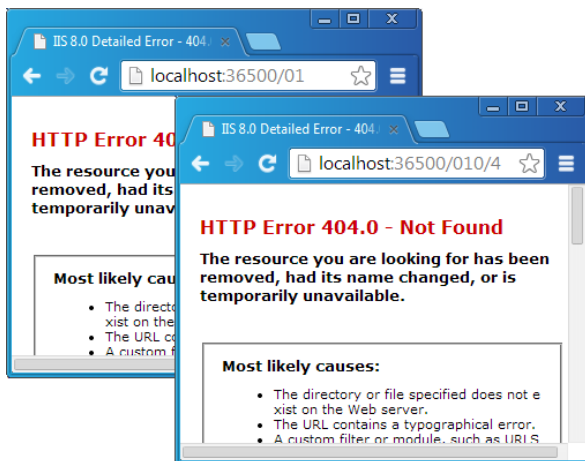 IIS 8.0 Detailed Error - 404.
localhost:36500/01
HTTP Error 40
The resource you
removed, had its
temporarily unav
Most likely cau
The directo
xist on the
The URL co
A custom f
IIS 8.0 Detailed Error - 404.
localhost:36500/010/4
HTTP Error 404.0 - Not Found
The resource you are looking for has been
removed, had its name changed, or is
temporarily unavailable.
Most likely causes:
The directory or file specified does not e
xist on the Web server.
The URL contains a typographical error.
A custom filter or module, such as URLS